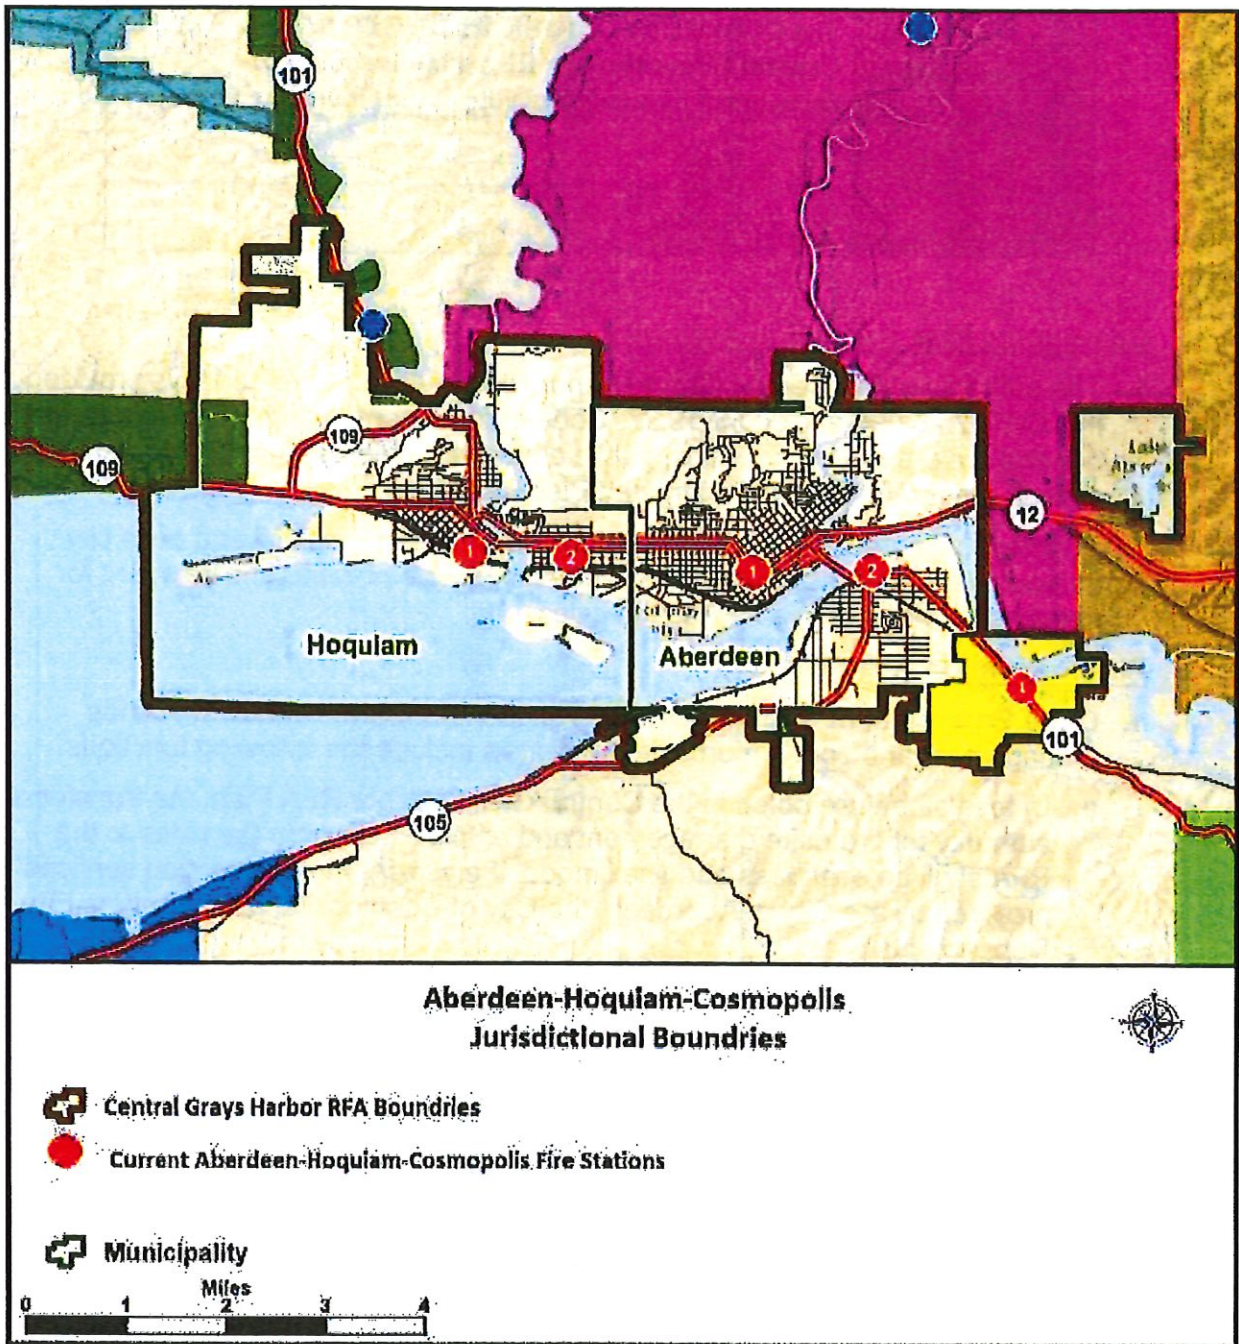 101
109
109
12
1
2
1
2
Hoquiam
Aberdeen
1
101
105
Aberdeen-Hoquiam-Cosmopolis
Jurisdictional Boundries
Central Grays Harbor RFA Boundries
Current Aberdeen-Hoquiam-Cosmopolis Fire Stations
Municipality
Miles
0 1 2 3 4